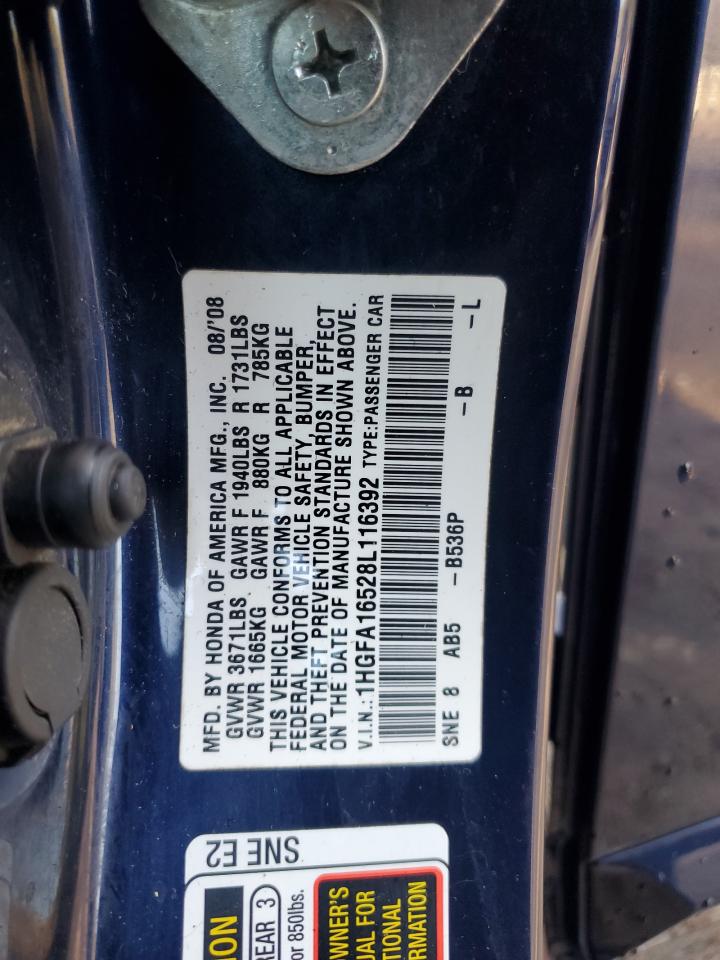 MFD. BY HONDA OF AMERICA MFG., INC. 08/'08
GVWR 3671LBS GAWR F 1940LBS R 1731LBS
GVWR 1665KG GAWR F 880KG R 785KG
THIS VEHICLE CONFORMS TO ALL APPLICABLE
FEDERAL MOTOR VEHICLE SAFETY, BUMPER,
AND THEFT PREVENTION STANDARDS IN EFFECT
ON THE DATE OF MANUFACTURE SHOWN ABOVE.
V.I.N.: 1HGFA16528L116392 TYPE:PASSENGER CAR
SNE 8 AB5 - B536P - B - L
SNE E2
ION
REAR 3
or 850lbs.
OWNER'S
UAL FOR
TIONAL
RMATION